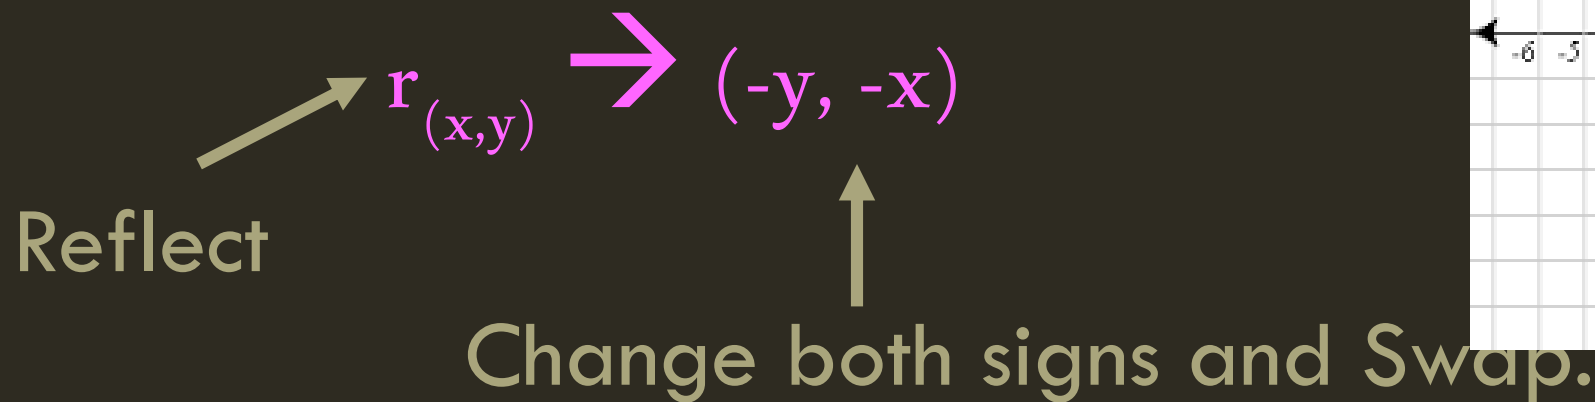 r(x,y) → (-y, -x)
-6 -5
Reflect
Change both signs and Swap.